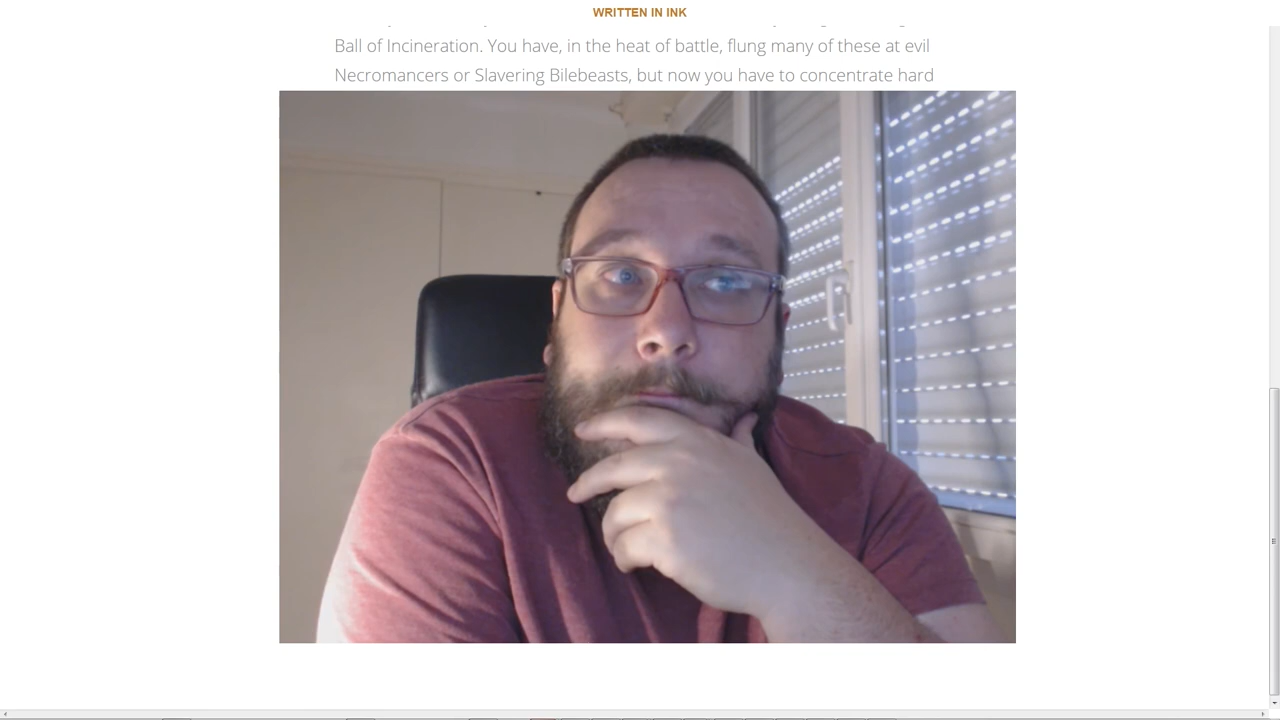 WRITTEN IN INK
Ball of Incineration. You have, in the heat of battle, flung many of these at evil
Necromancers or Slavering Bilebeasts, but now you have to concentrate hard